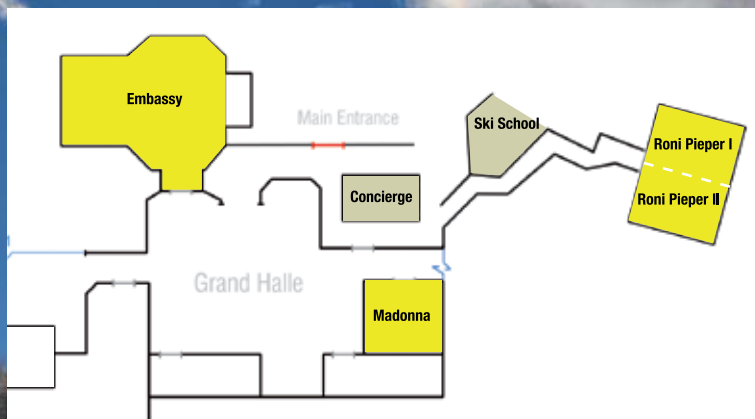 Embassy
Main Entrance
Ski School
Roni Pieper I
Roni Pieper II
Concierge
Grand Halle
Madonna